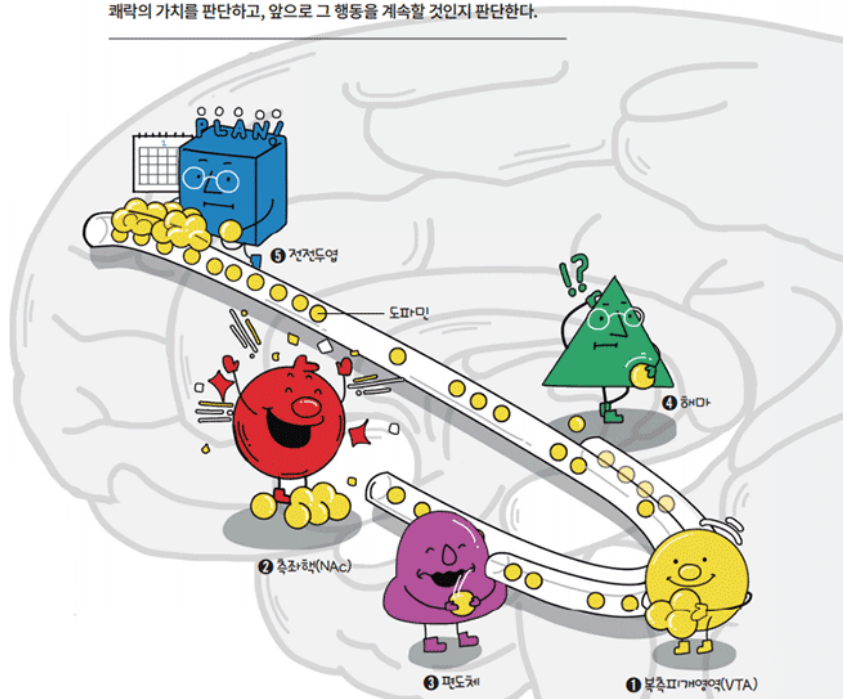 쾌락의 가치를 판단하고, 앞으로 그 행동을 계속할 것인지 판단한다.
PLAN!
1
❺ 전전두엽
!?
도파민
❹ 해마
❷ 측좌핵(NAc)
❸ 편도체
❶ 복측피개영역(VTA)